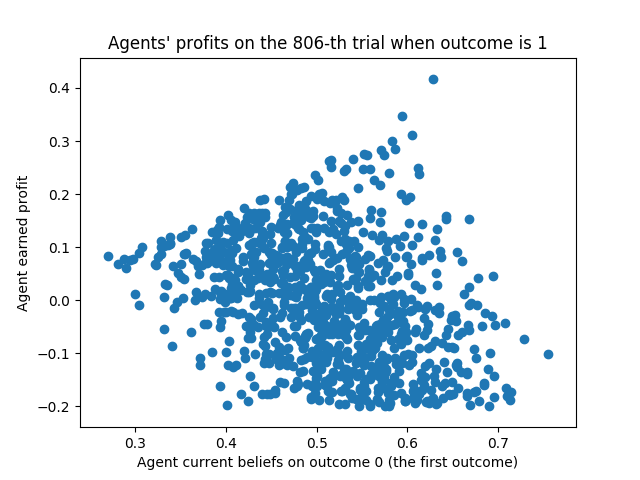 Agents' profits on the 806-th trial when outcome is 1
Agent earned profit
0.4
0.3
0.2
0.1
0.0
−0.1
−0.2
0.3 0.4 0.5 0.6 0.7
Agent current beliefs on outcome 0 (the first outcome)